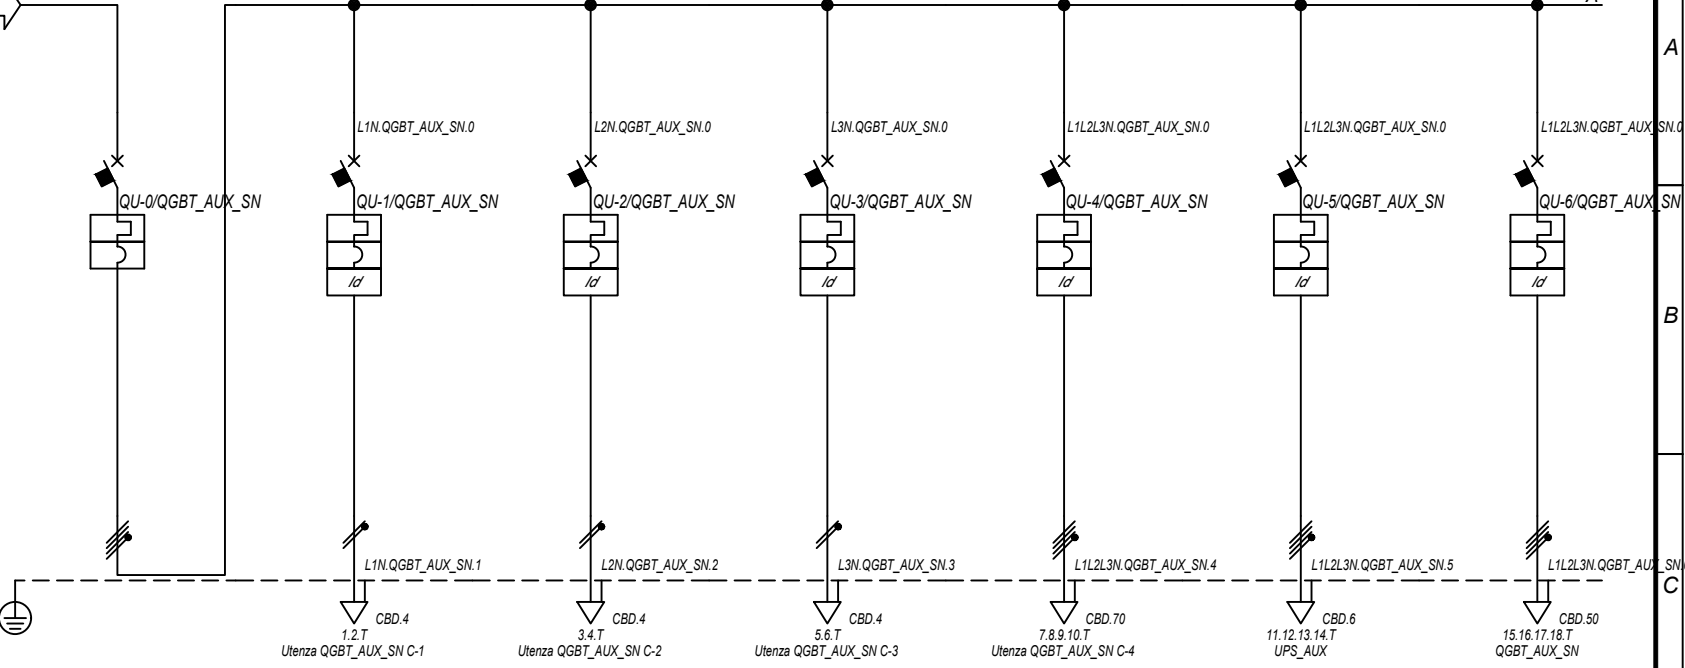 A
L1N.QGBT_AUX_SN.0
L2N.QGBT_AUX_SN.0
L3N.QGBT_AUX_SN.0
L1L2L3N.QGBT_AUX_SN.0
L1L2L3N.QGBT_AUX_SN.0
L1L2L3N.QGBT_AUX_SN.0
QU-0/QGBT_AUX_SN
QU-1/QGBT_AUX_SN
QU-2/QGBT_AUX_SN
QU-3/QGBT_AUX_SN
QU-4/QGBT_AUX_SN
QU-5/QGBT_AUX_SN
QU-6/QGBT_AUX_SN
Id
Id
Id
Id
Id
Id
B
L1N.QGBT_AUX_SN.1
L2N.QGBT_AUX_SN.2
L3N.QGBT_AUX_SN.3
L1L2L3N.QGBT_AUX_SN.4
L1L2L3N.QGBT_AUX_SN.5
L1L2L3N.QGBT_AUX_SN
C
CBD.4
CBD.4
CBD.4
CBD.70
CBD.6
CBD.50
1.2.T
3.4.T
5.6.T
7.8.9.10.T
11.12.13.14.T
15.16.17.18.T
Utenza QGBT_AUX_SN C-1
Utenza QGBT_AUX_SN C-2
Utenza QGBT_AUX_SN C-3
Utenza QGBT_AUX_SN C-4
UPS_AUX
QGBT_AUX_SN